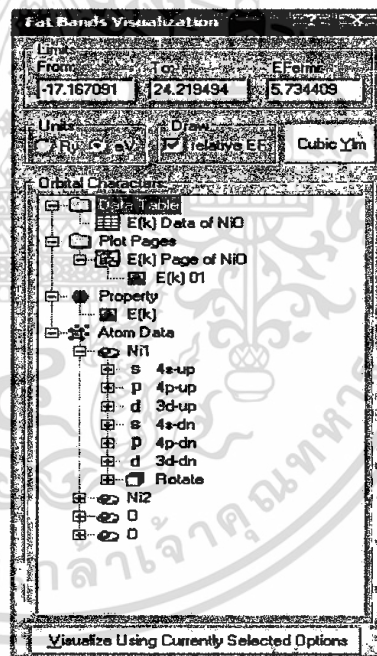 Fat Bands Visualization ? X
Limits
From To EFermi
-17.167091 24.219494 5.734409
Units Draw
Ry eV relative EF Cubic Ylm
Orbital Characters
Data Table
E(k) Data of NiO
Plot Pages
E(k) Page of NiO
E(k) 01
Property
E(k)
Atom Data
Ni1
s 4s-up
p 4p-up
d 3d-up
s 4s-dn
p 4p-dn
d 3d-dn
Rotate
Ni2
O
O
Visualize Using Currently Selected Options